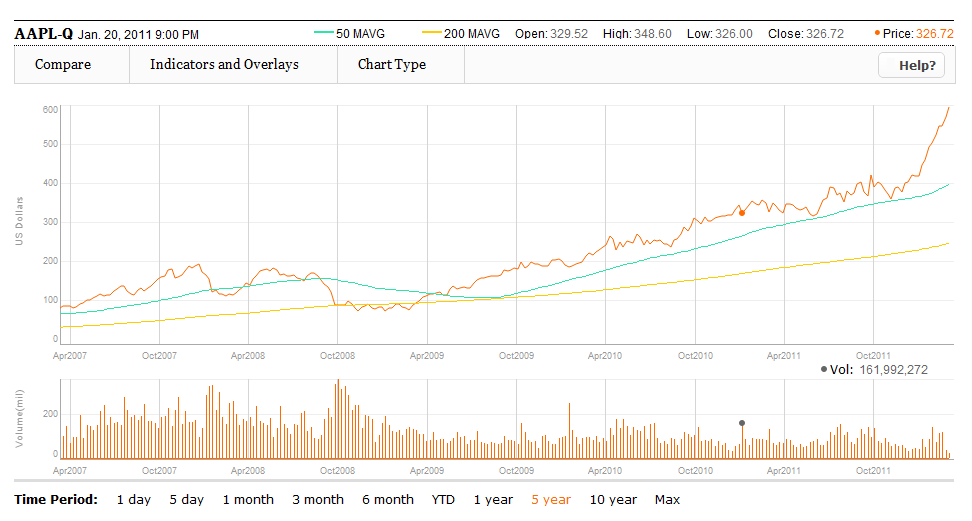 AAPL-Q Jan. 20, 2011 9:00 PM 50 MAVG 200 MAVG Open: 329.52 High: 348.60 Low: 326.00 Close: 326.72 Price: 326.72
Compare Indicators and Overlays Chart Type Help?
600
500
400
300
200
100
0
US Dollars
Apr2007 Oct2007 Apr2008 Oct2008 Apr2009 Oct2009 Apr2010 Oct2010 Apr2011 Oct2011
Vol: 161,992,272
200
0
Volume(mil)
Apr2007 Oct2007 Apr2008 Oct2008 Apr2009 Oct2009 Apr2010 Oct2010 Apr2011 Oct2011
Time Period: 1 day 5 day 1 month 3 month 6 month YTD 1 year 5 year 10 year Max